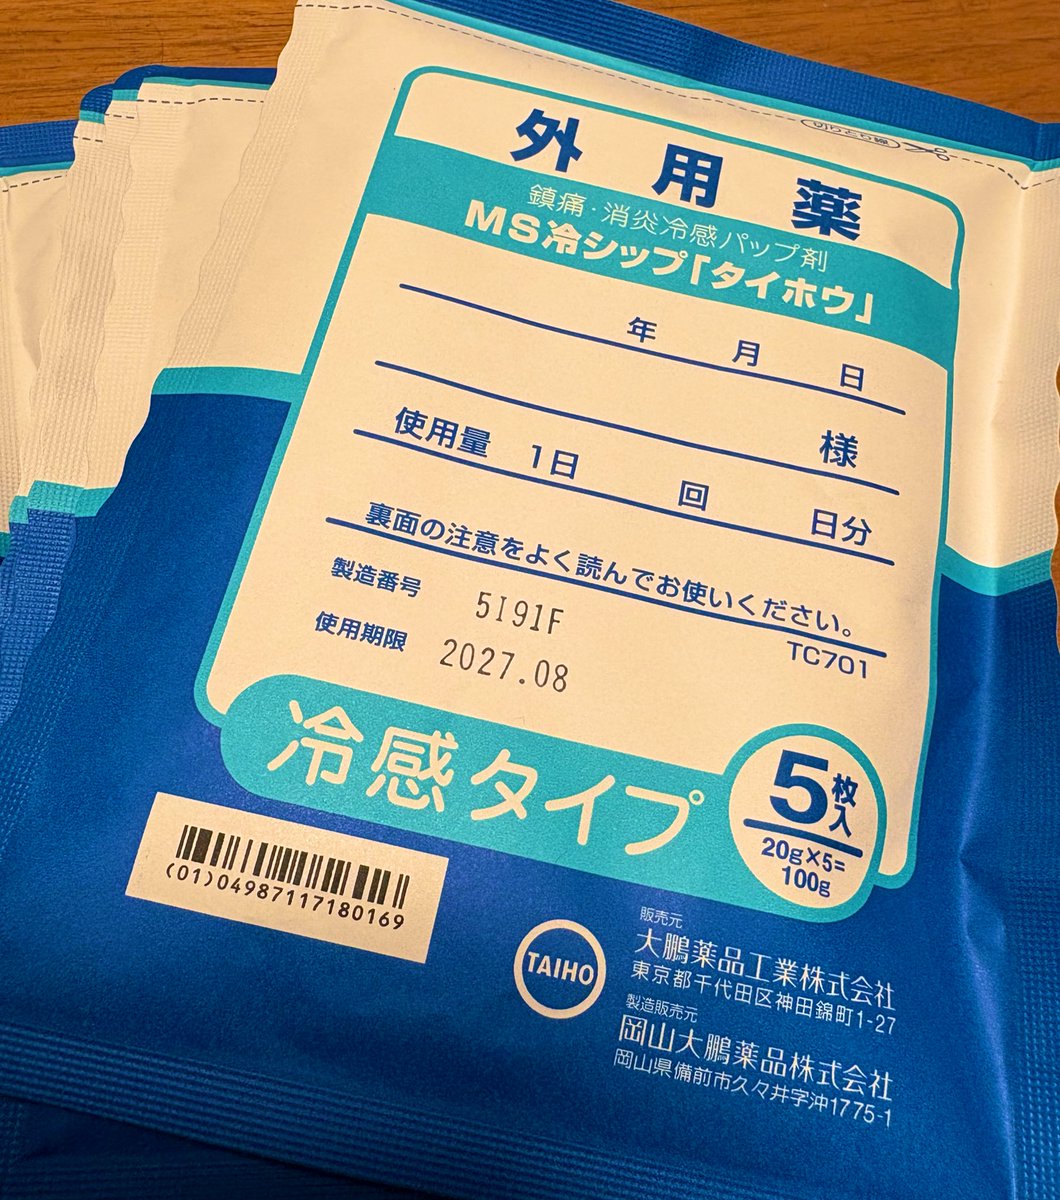 切りとり線
外用薬
鎮痛・消炎冷感パップ剤
MS冷シップ「タイホウ」
年 月 日
様
使用量 1日 回 日分
裏面の注意をよく読んでお使いください。
TC701
製造番号 5I91F
使用期限 2027.08
冷感タイプ
5枚入
20g×5=
100g
(01)04987117180169
TAIHO
販売元
大鵬薬品工業株式会社
東京都千代田区神田錦町1-27
製造販売元
岡山大鵬薬品株式会社
岡山県備前市久々井字沖1775-1